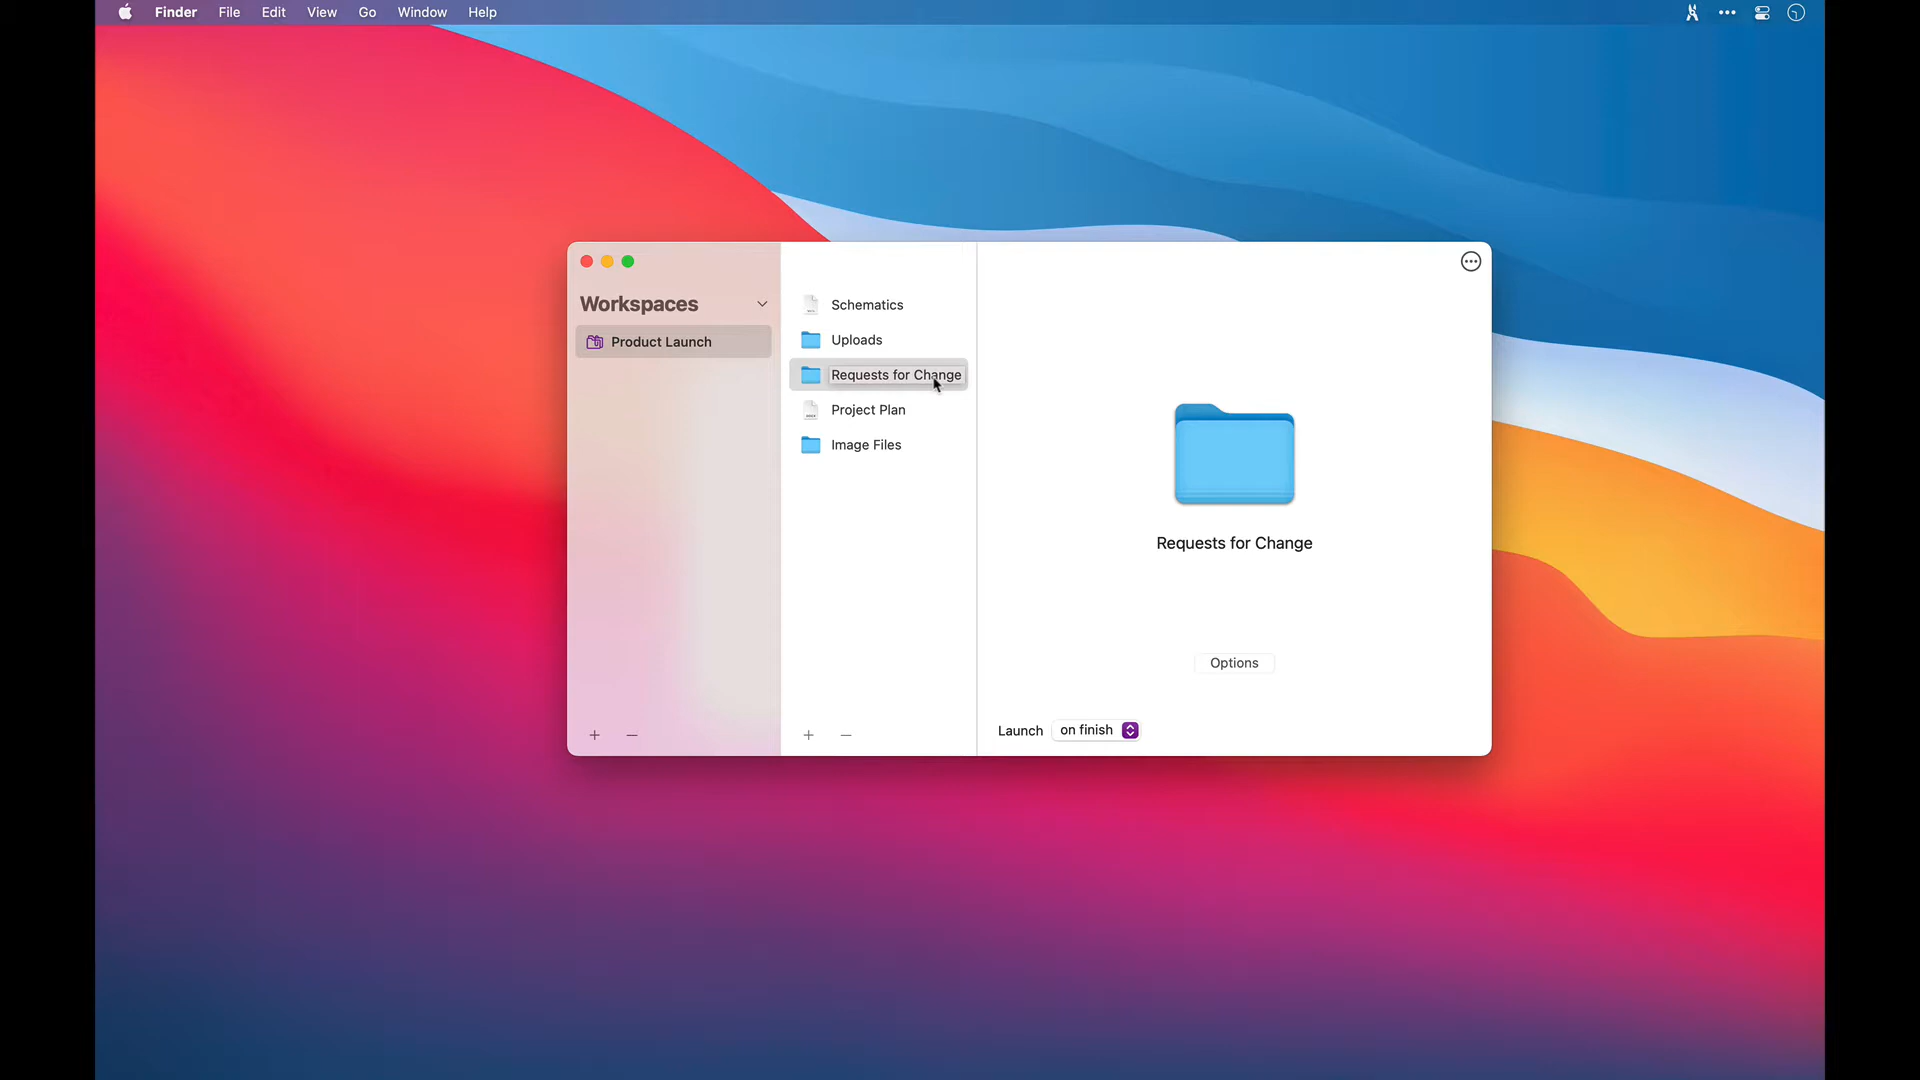 Finder File Edit View Go Window Help
Workspaces
Product Launch
Schematics
Uploads
Requests for Change
Project Plan
Image Files
Requests for Change
Options
Launch on finish